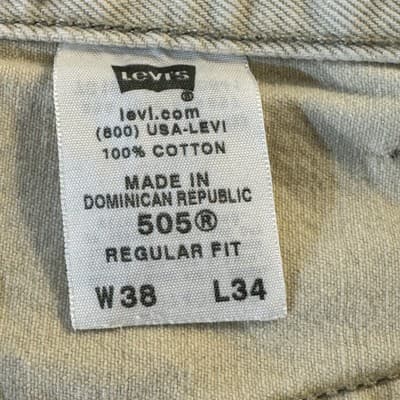 LEVI'S
®
levi.com
(800) USA-LEVI
100% COTTON
MADE IN
DOMINICAN REPUBLIC
505®
REGULAR FIT
W38 L34